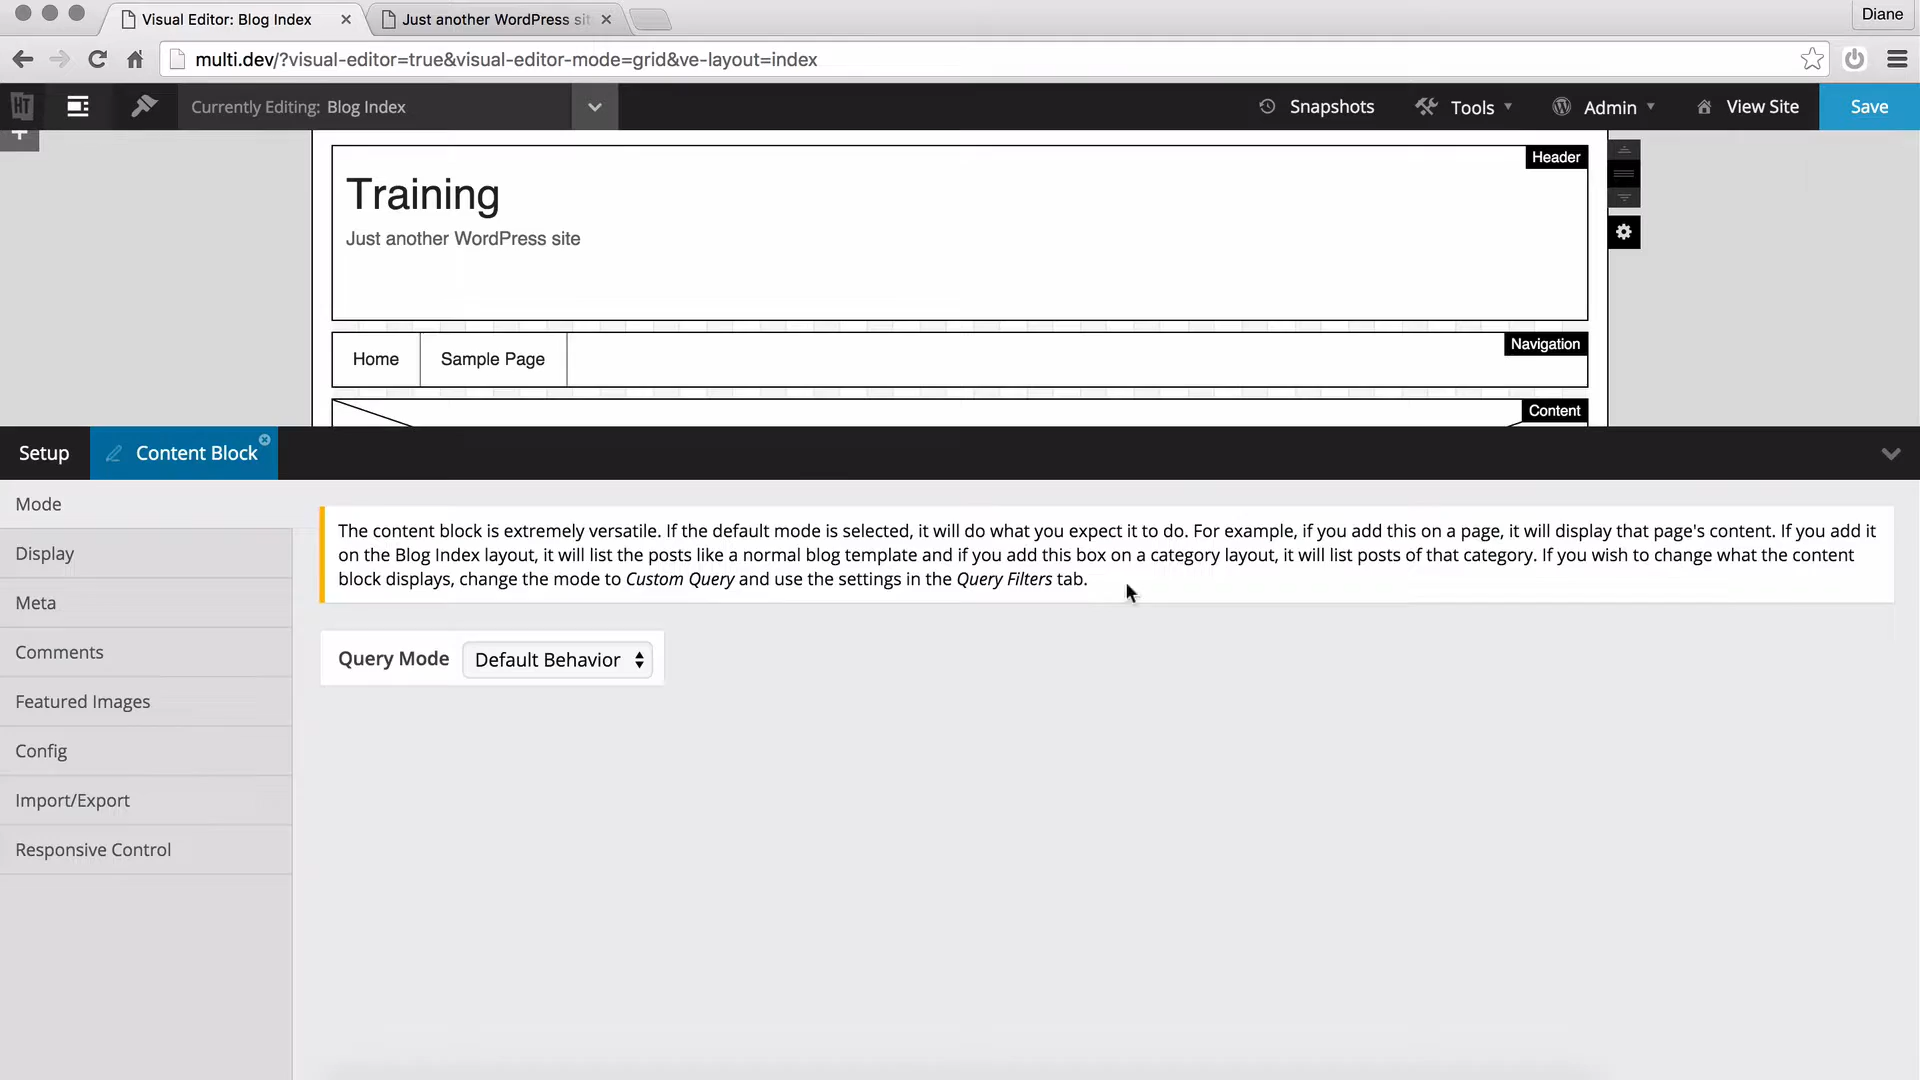 Visual Editor: Blog Index
Just another WordPress sit
Diane
multi.dev/?visual-editor=true&visual-editor-mode=grid&ve-layout=index
HT
Currently Editing: Blog Index
Snapshots
Tools
Admin
View Site
Save
Header
Training
Just another WordPress site
Navigation
Home
Sample Page
Content
Setup
Content Block
Mode
Display
Meta
Comments
Featured Images
Config
Import/Export
Responsive Control
The content block is extremely versatile. If the default mode is selected, it will do what you expect it to do. For example, if you add this on a page, it will display that page's content. If you add it
on the Blog Index layout, it will list the posts like a normal blog template and if you add this box on a category layout, it will list posts of that category. If you wish to change what the content
block displays, change the mode to Custom Query and use the settings in the Query Filters tab.
Query Mode
Default Behavior